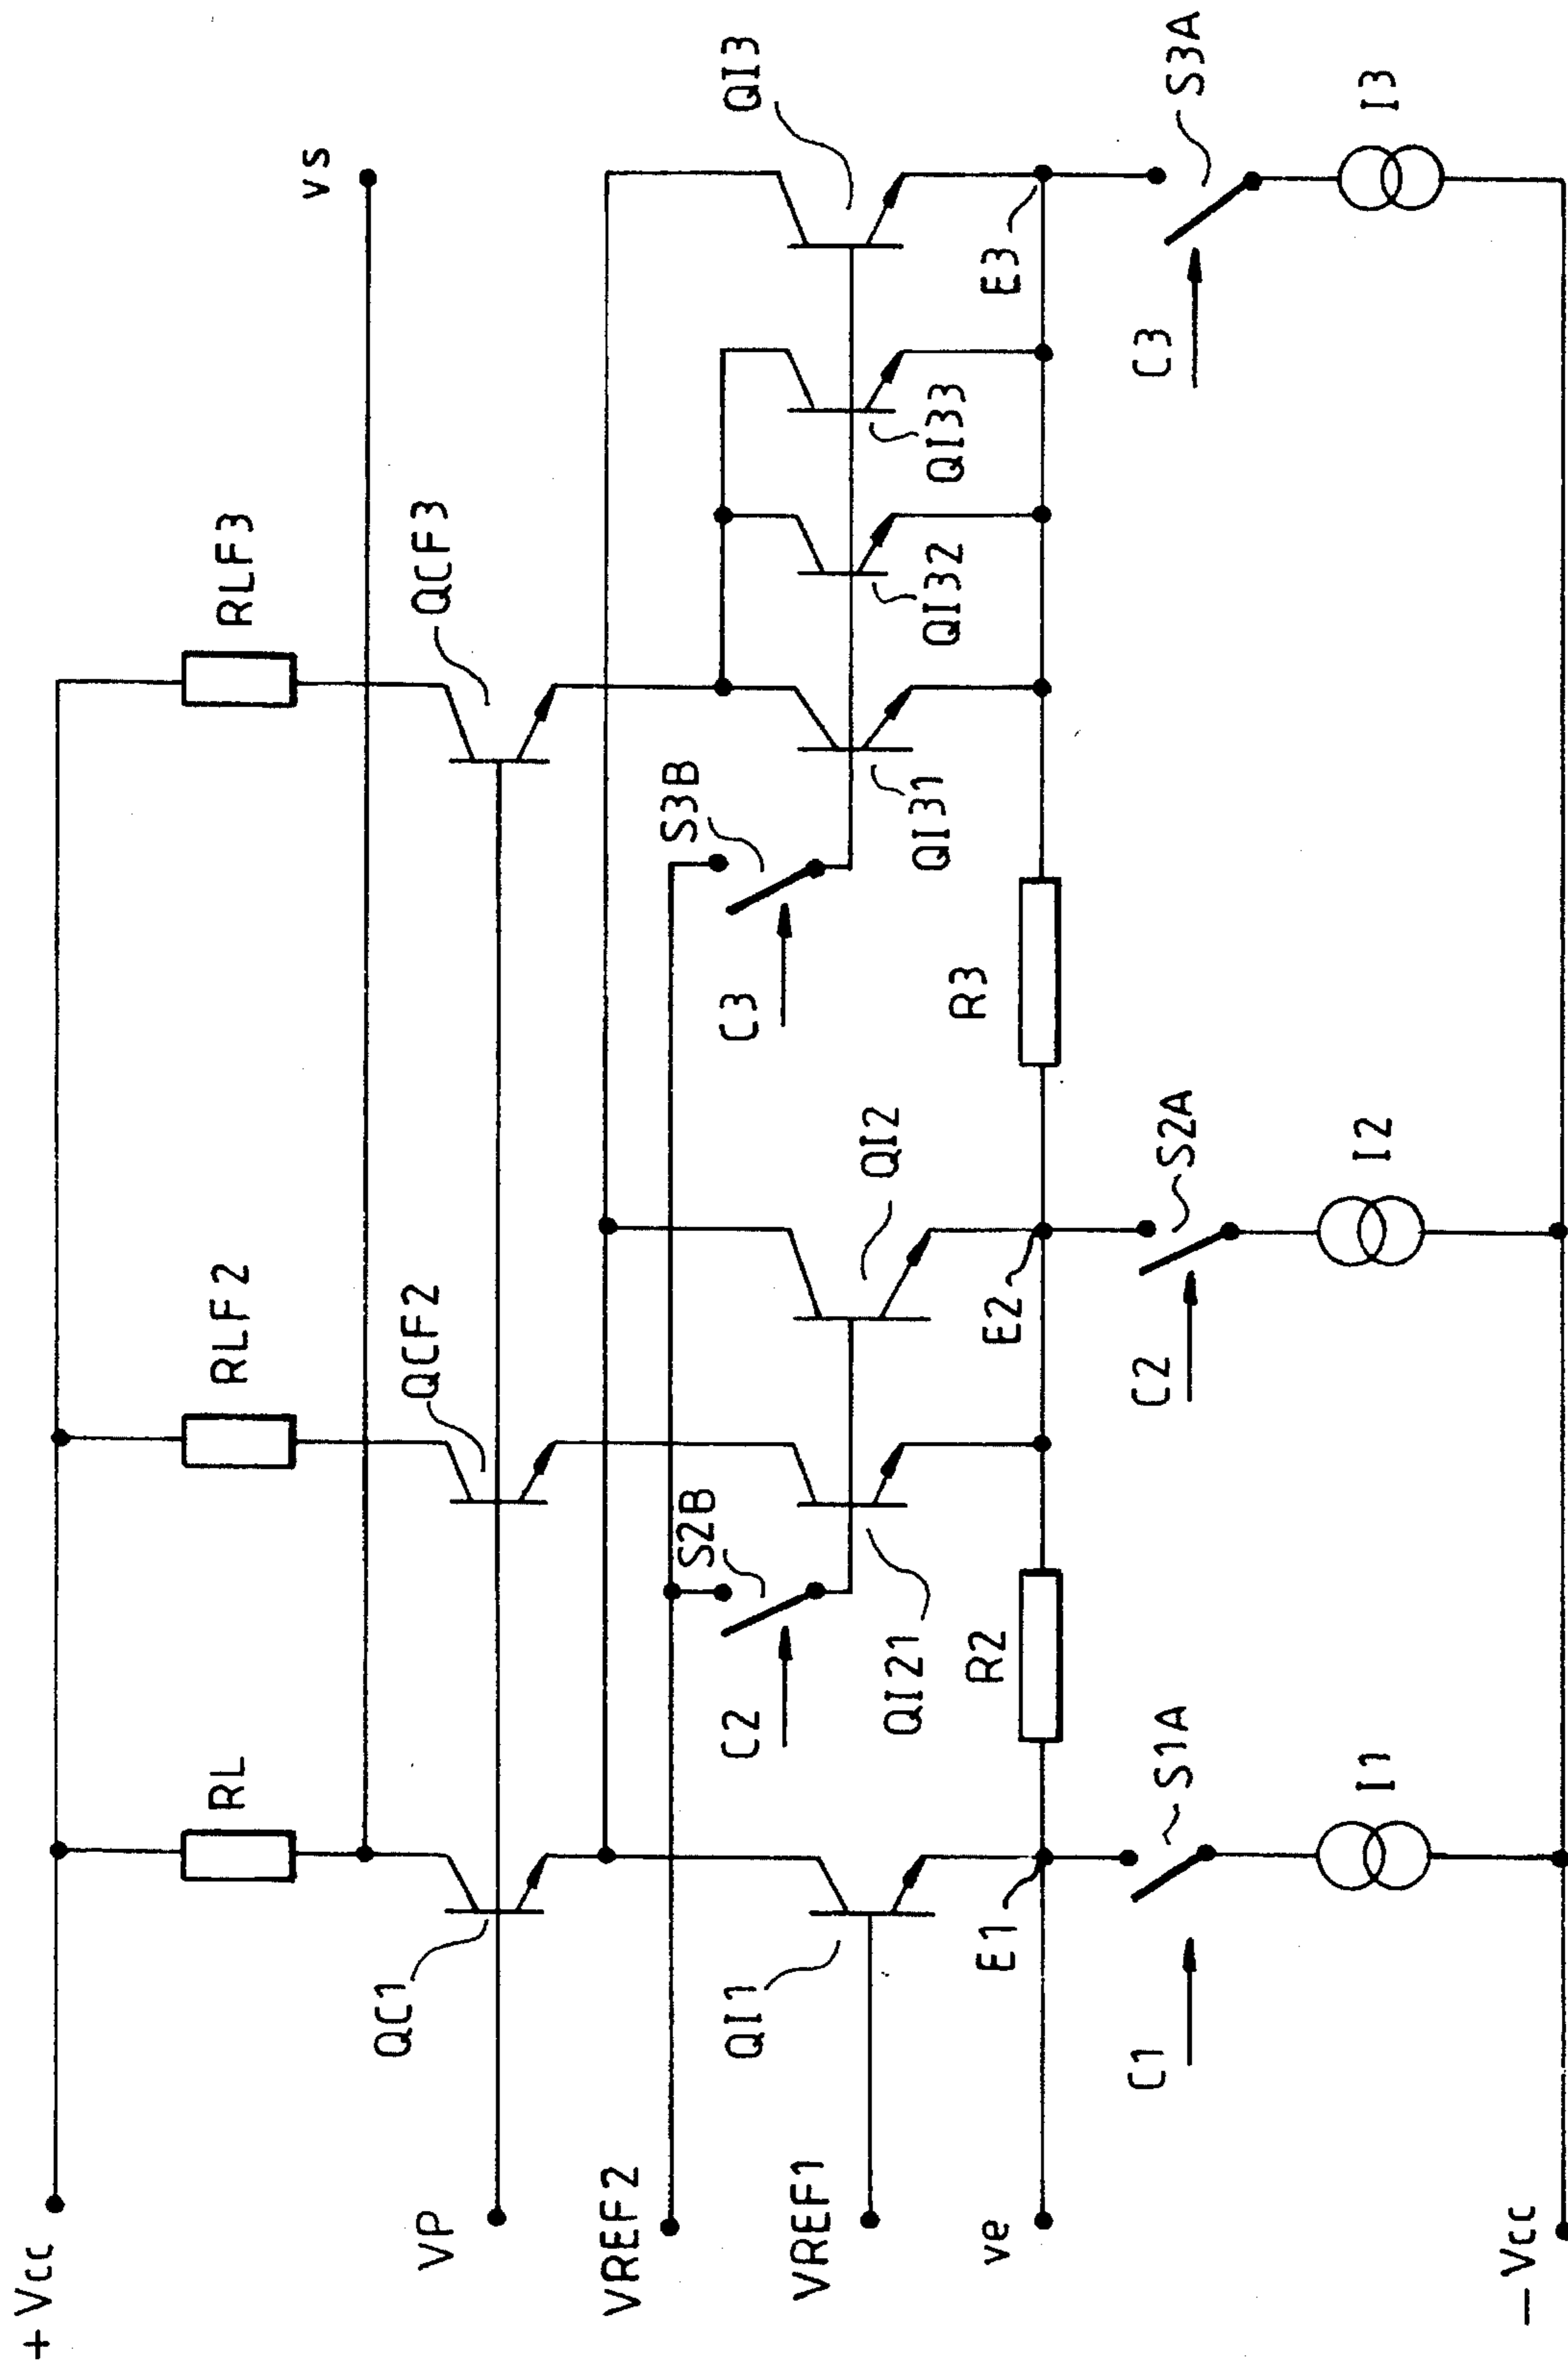 +Vcc
RL
RLF2
RLF3
vs
QC1
QCF2
QCF3
VP
VREF2
C2
S2B
C3
S3B
VREF1
QI1
QI21
QI2
QI31
QI32
QI33
QI3
ve
E1
R2
E2
R3
E3
C1
S1A
C2
S2A
C3
S3A
I1
I2
I3
–Vcc